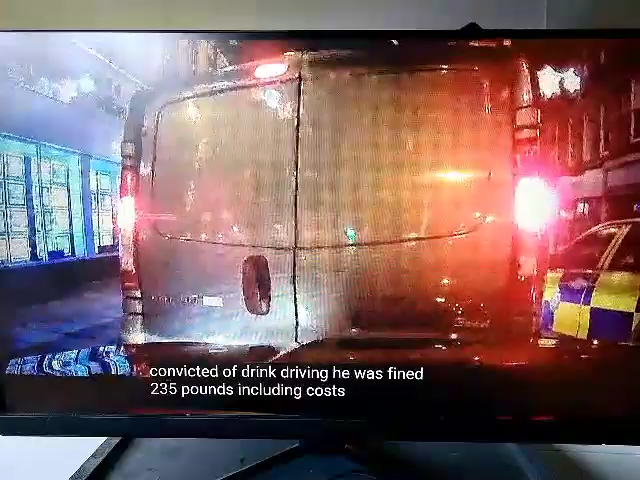 convicted of drink driving he was fined
235 pounds including costs